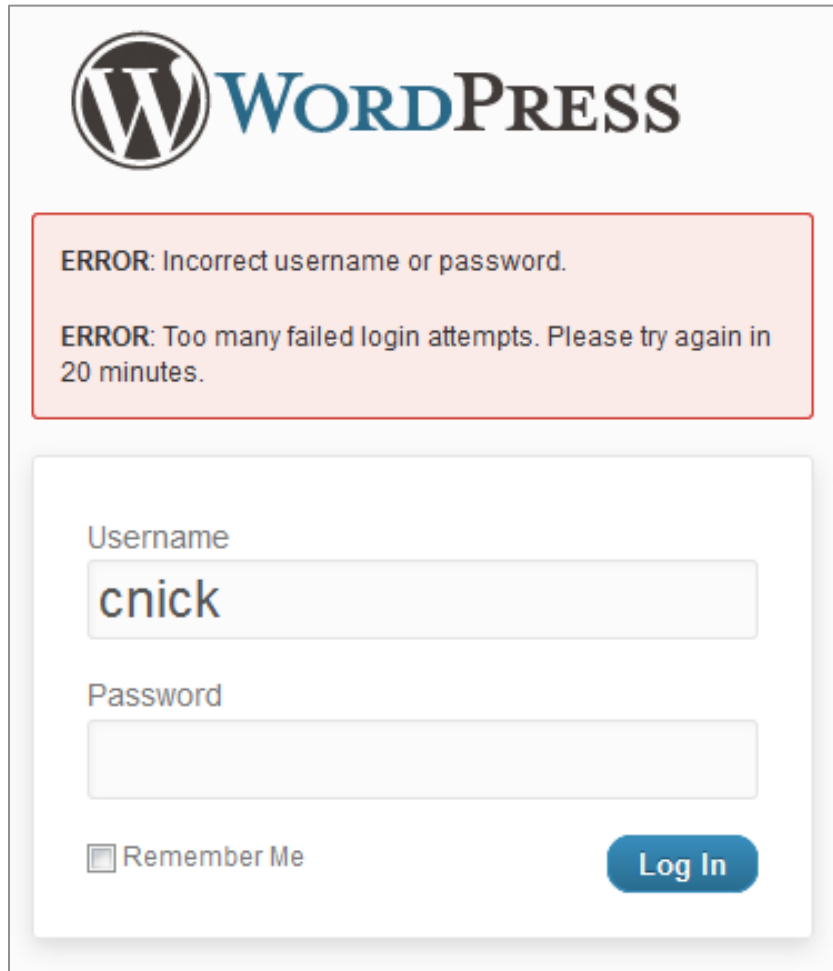 WORDPRESS
ERROR: Incorrect username or password.
ERROR: Too many failed login attempts. Please try again in
20 minutes.
Username
cnick
Password
Remember Me
Log In